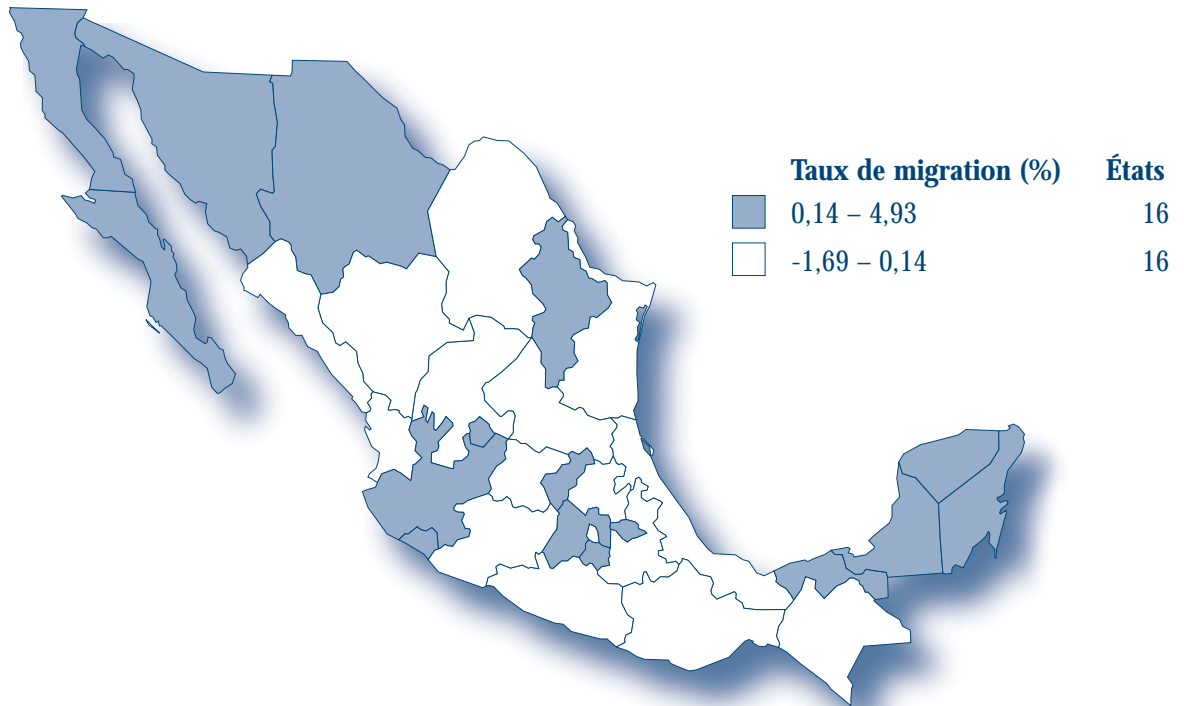 Taux de migration (%) États
0,14 – 4,93 16
-1,69 – 0,14 16